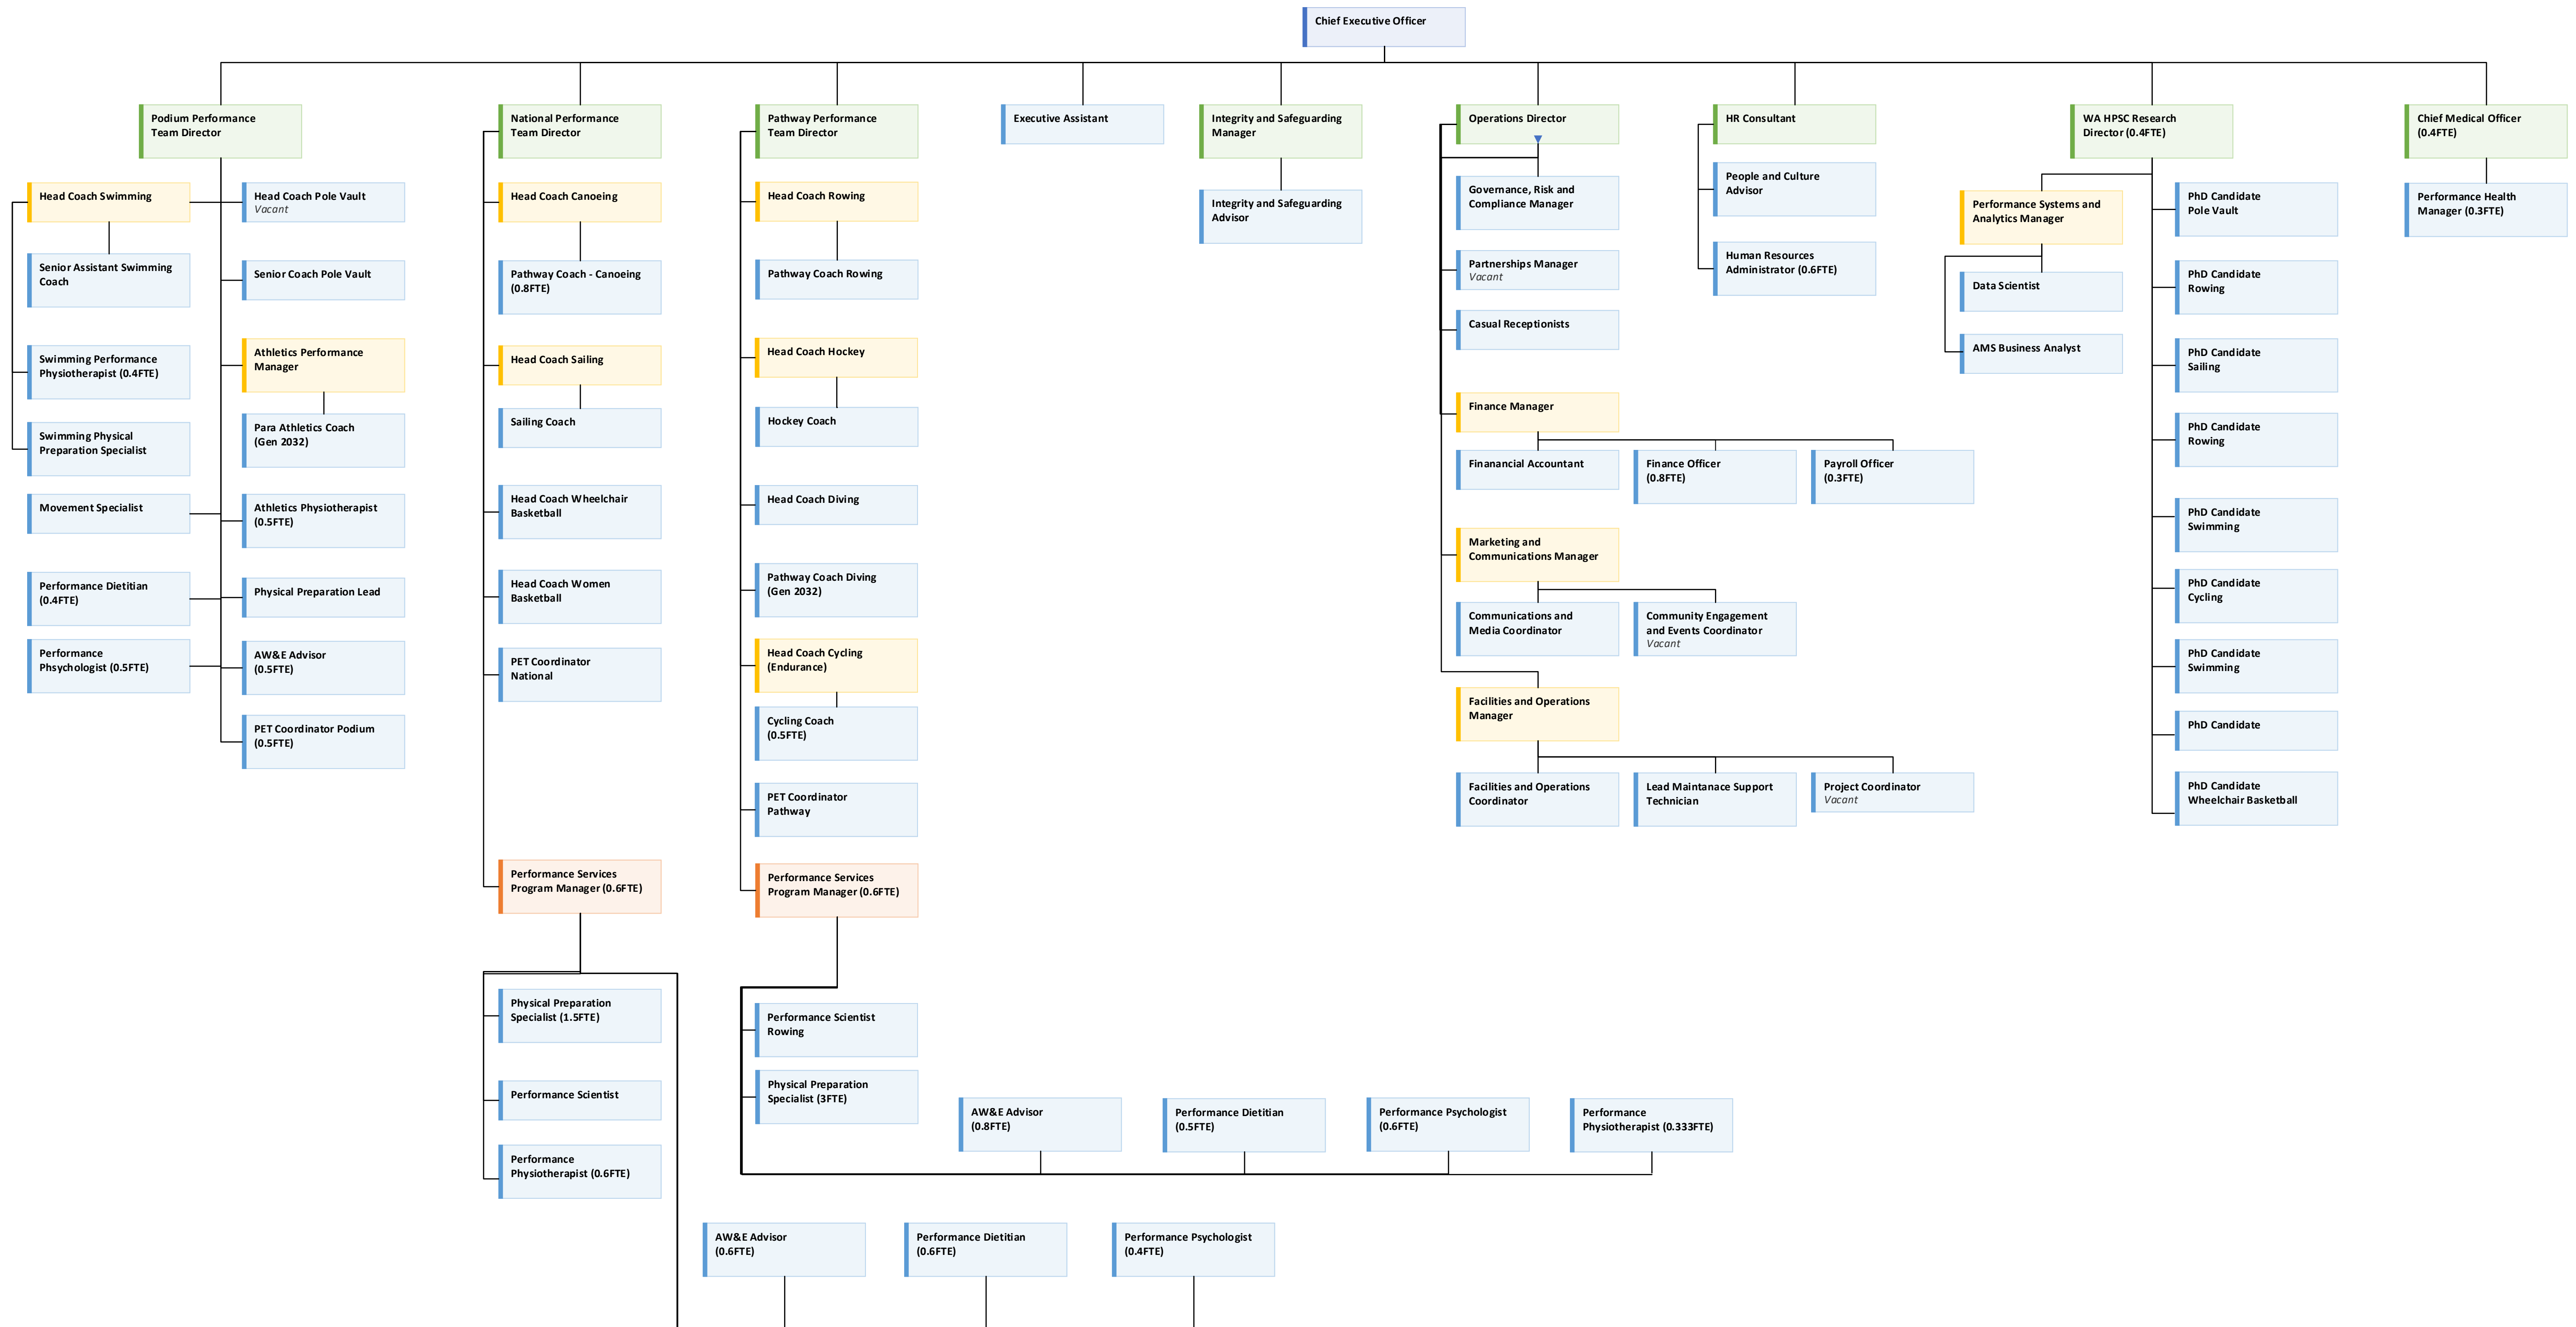 Chief Executive Officer
Podium Performance
Team Director
Head Coach Swimming
Senior Assistant Swimming
Coach
Swimming Performance
Physiotherapist (0.4FTE)
Swimming Physical
Preparation Specialist
Movement Specialist
Performance Dietitian
(0.4FTE)
Performance
Phsychologist (0.5FTE)
Head Coach Pole Vault
Vacant
Senior Coach Pole Vault
Athletics Performance
Manager
Para Athletics Coach
(Gen 2032)
Athletics Physiotherapist
(0.5FTE)
Physical Preparation Lead
AW&E Advisor
(0.5FTE)
PET Coordinator Podium
(0.5FTE)
National Performance
Team Director
Head Coach Canoeing
Pathway Coach - Canoeing
(0.8FTE)
Head Coach Sailing
Sailing Coach
Head Coach Wheelchair
Basketball
Head Coach Women
Basketball
PET Coordinator
National
Performance Services
Program Manager (0.6FTE)
Physical Preparation
Specialist (1.5FTE)
Performance Scientist
Performance
Physiotherapist (0.6FTE)
AW&E Advisor
(0.6FTE)
Performance Dietitian
(0.6FTE)
Performance Psychologist
(0.4FTE)
Pathway Performance
Team Director
Head Coach Rowing
Pathway Coach Rowing
Head Coach Hockey
Hockey Coach
Head Coach Diving
Pathway Coach Diving
(Gen 2032)
Head Coach Cycling
(Endurance)
Cycling Coach
(0.5FTE)
PET Coordinator
Pathway
Performance Services
Program Manager (0.6FTE)
Performance Scientist
Rowing
Physical Preparation
Specialist (3FTE)
AW&E Advisor
(0.8FTE)
Performance Dietitian
(0.5FTE)
Performance Psychologist
(0.6FTE)
Performance
Physiotherapist (0.333FTE)
Executive Assistant
Integrity and Safeguarding
Manager
Integrity and Safeguarding
Advisor
Operations Director
Governance, Risk and
Compliance Manager
Partnerships Manager
Vacant
Casual Receptionists
Finance Manager
Finanancial Accountant
Finance Officer
(0.8FTE)
Payroll Officer
(0.3FTE)
Marketing and
Communications Manager
Communications and
Media Coordinator
Community Engagement
and Events Coordinator
Vacant
Facilities and Operations
Manager
Facilities and Operations
Coordinator
Lead Maintanace Support
Technician
Project Coordinator
Vacant
HR Consultant
People and Culture
Advisor
Human Resources
Administrator (0.6FTE)
WA HPSC Research
Director (0.4FTE)
Performance Systems and
Analytics Manager
Data Scientist
AMS Business Analyst
PhD Candidate
Pole Vault
PhD Candidate
Rowing
PhD Candidate
Sailing
PhD Candidate
Rowing
PhD Candidate
Swimming
PhD Candidate
Cycling
PhD Candidate
Swimming
PhD Candidate
PhD Candidate
Wheelchair Basketball
Chief Medical Officer
(0.4FTE)
Performance Health
Manager (0.3FTE)